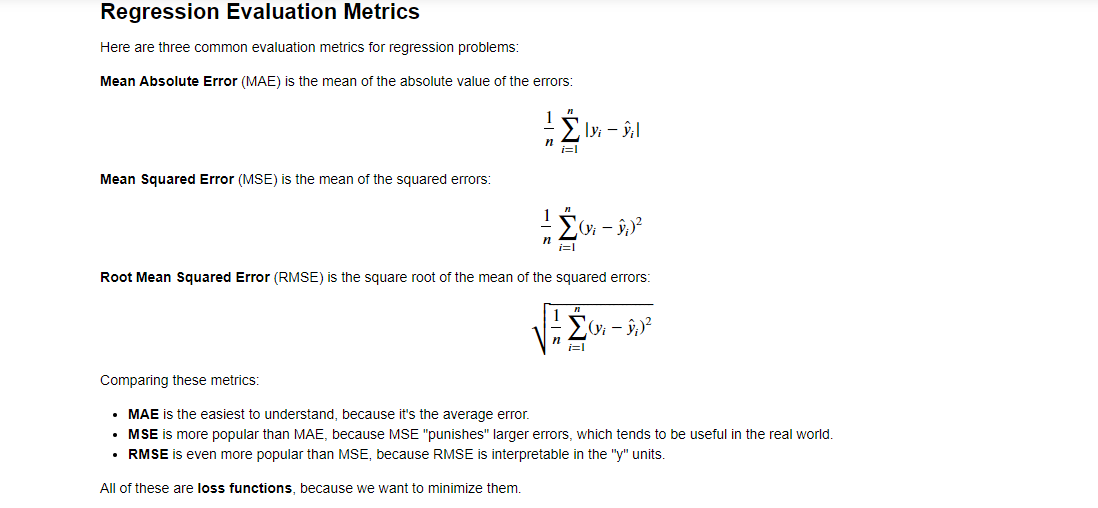 Regression Evaluation Metrics
Here are three common evaluation metrics for regression problems:
Mean Absolute Error (MAE) is the mean of the absolute value of the errors:
$$\frac{1}{n} \sum_{i=1}^{n} |y_i - \hat{y}_i|$$
Mean Squared Error (MSE) is the mean of the squared errors:
$$\frac{1}{n} \sum_{i=1}^{n} (y_i - \hat{y}_i)^2$$
Root Mean Squared Error (RMSE) is the square root of the mean of the squared errors:
$$\sqrt{\frac{1}{n} \sum_{i=1}^{n} (y_i - \hat{y}_i)^2}$$
Comparing these metrics:
• MAE is the easiest to understand, because it's the average error.
• MSE is more popular than MAE, because MSE "punishes" larger errors, which tends to be useful in the real world.
• RMSE is even more popular than MSE, because RMSE is interpretable in the "y" units.
All of these are loss functions, because we want to minimize them.